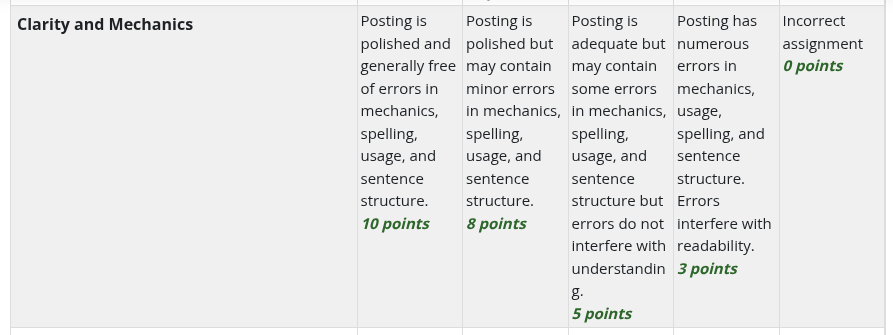 Clarity and Mechanics
Posting is
polished and
generally free
of errors in
mechanics,
spelling,
usage, and
sentence
structure.
10 points
Posting is
polished but
may contain
minor errors
in mechanics,
spelling,
usage, and
sentence
structure.
8 points
Posting is
adequate but
may contain
some errors
in mechanics,
spelling,
usage, and
sentence
structure but
errors do not
interfere with
understandin
g.
5 points
Posting has
numerous
errors in
mechanics,
usage,
spelling, and
sentence
structure.
Errors
interfere with
readability.
3 points
Incorrect
assignment
0 points